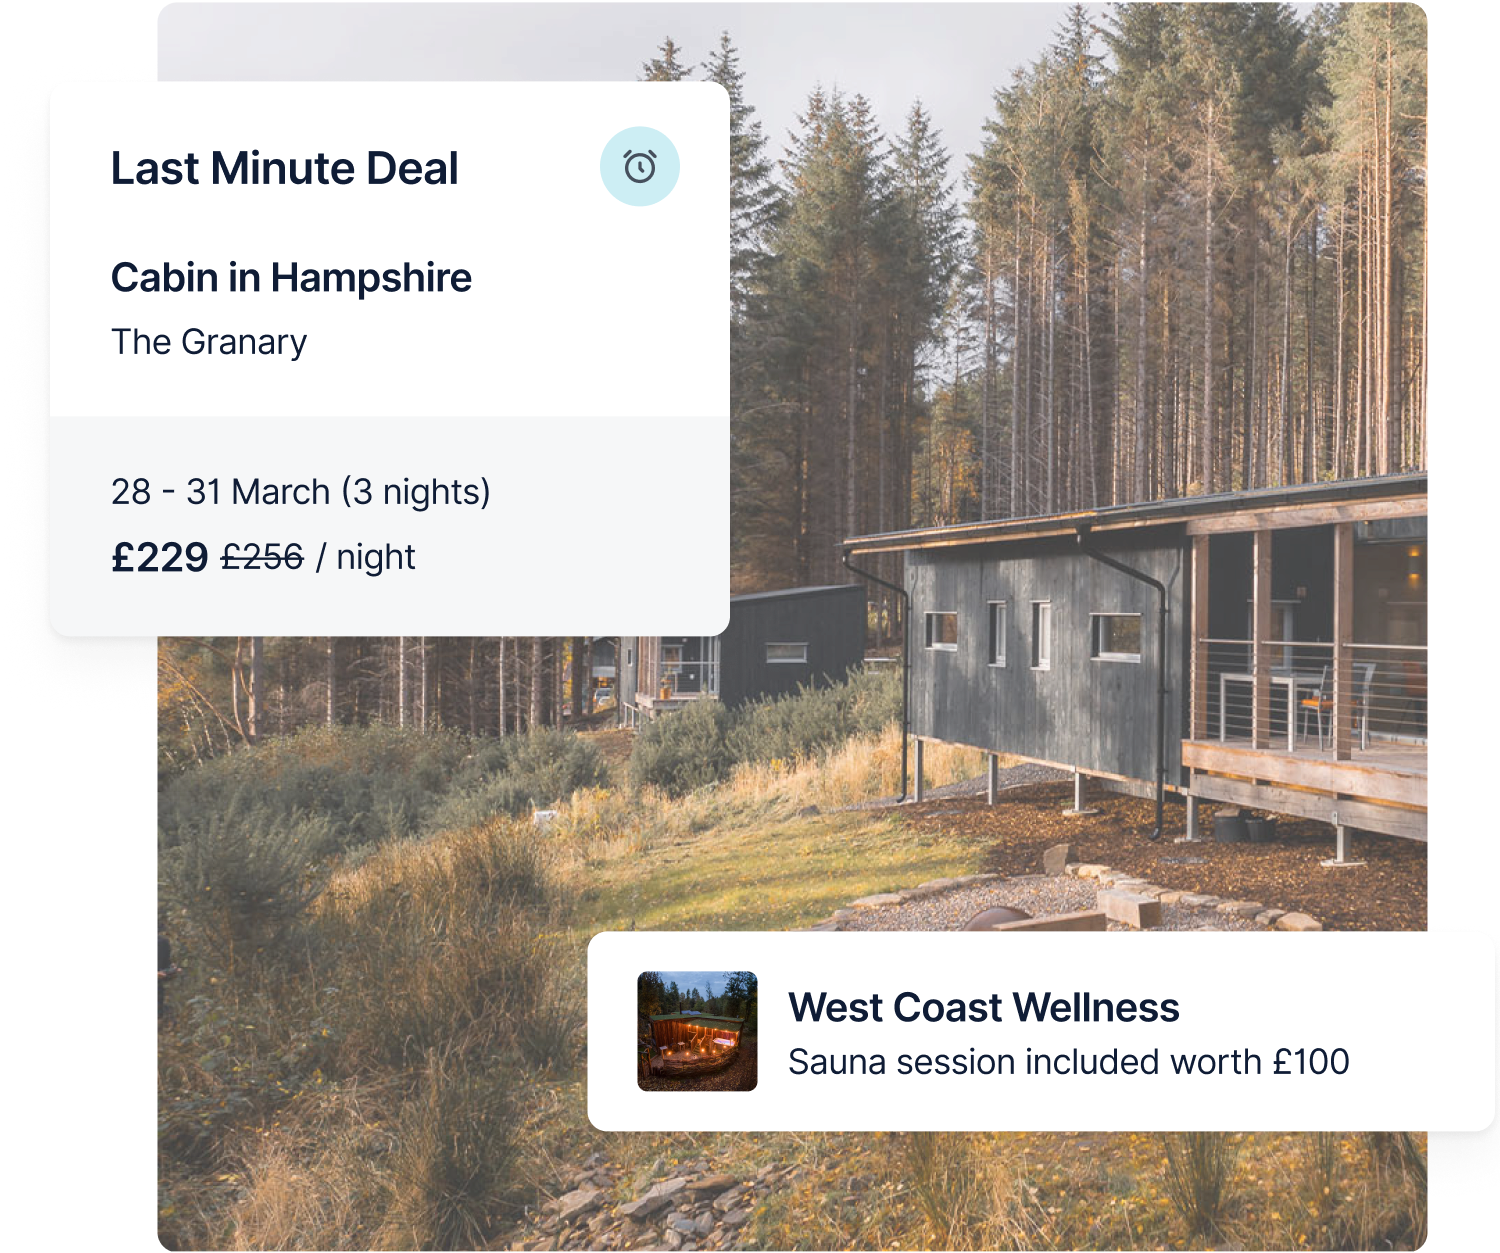 Last Minute Deal
Cabin in Hampshire
The Granary
28 - 31 March (3 nights)
£229 £256 / night
West Coast Wellness
Sauna session included worth £100